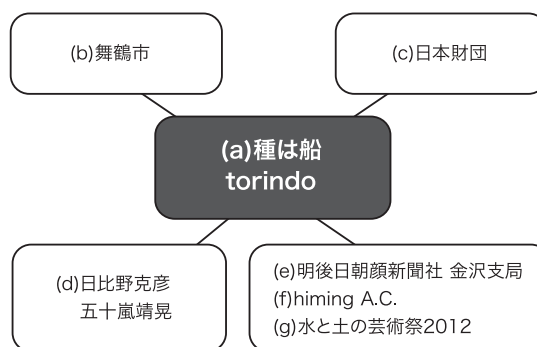 (b)舞鶴市
(c)日本財団
(a)種は船
torindo
(d)日比野克彦
五十嵐靖晃
(e)明後日朝顔新聞社 金沢支局
(f)himing A.C.
(g)水と土の芸術祭2012